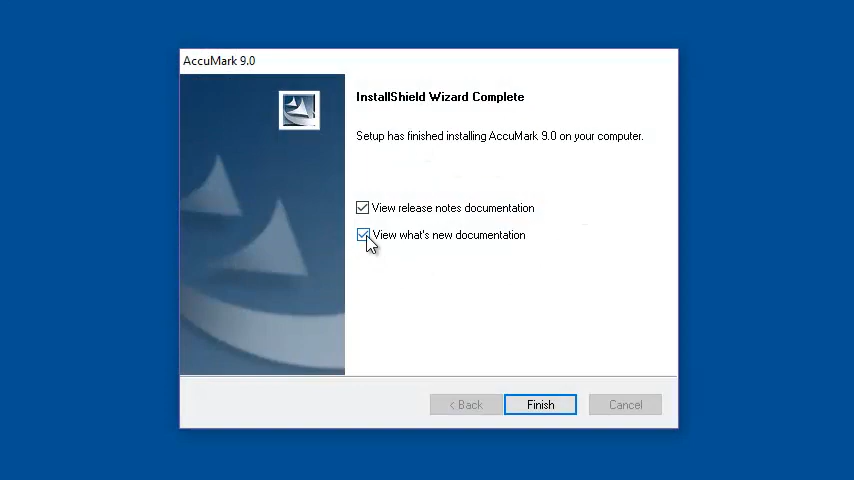 AccuMark 9.0
InstallShield Wizard Complete
Setup has finished installing AccuMark 9.0 on your computer.
View release notes documentation
View what's new documentation
< Back
Finish
Cancel